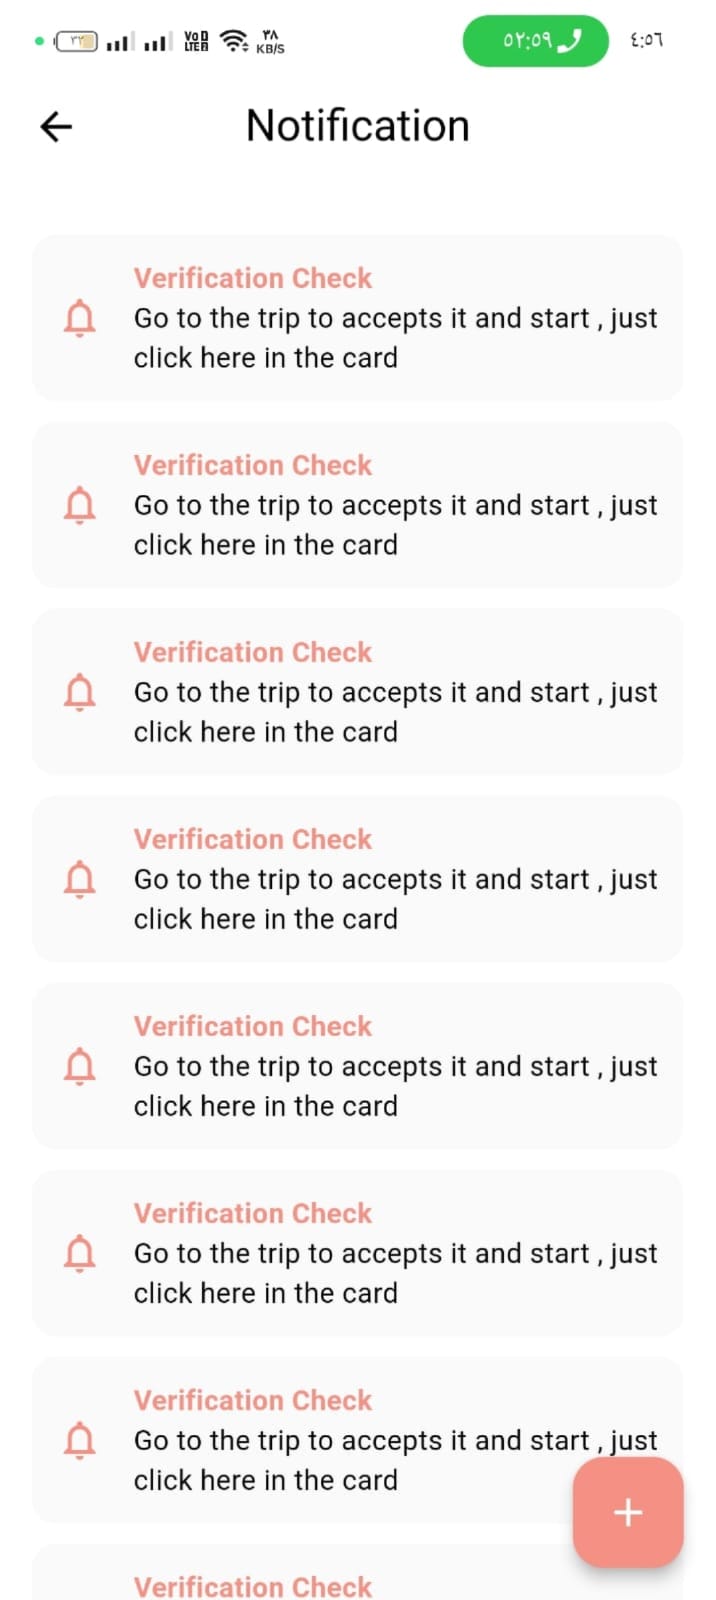 ٣٢
VoD
LTE
٣٨
KB/S
٠٢:٥٩
٤:٥٦
Notification
Verification Check
Go to the trip to accepts it and start , just
click here in the card
Verification Check
Go to the trip to accepts it and start , just
click here in the card
Verification Check
Go to the trip to accepts it and start , just
click here in the card
Verification Check
Go to the trip to accepts it and start , just
click here in the card
Verification Check
Go to the trip to accepts it and start , just
click here in the card
Verification Check
Go to the trip to accepts it and start , just
click here in the card
Verification Check
Go to the trip to accepts it and start , just
click here in the card
Verification Check